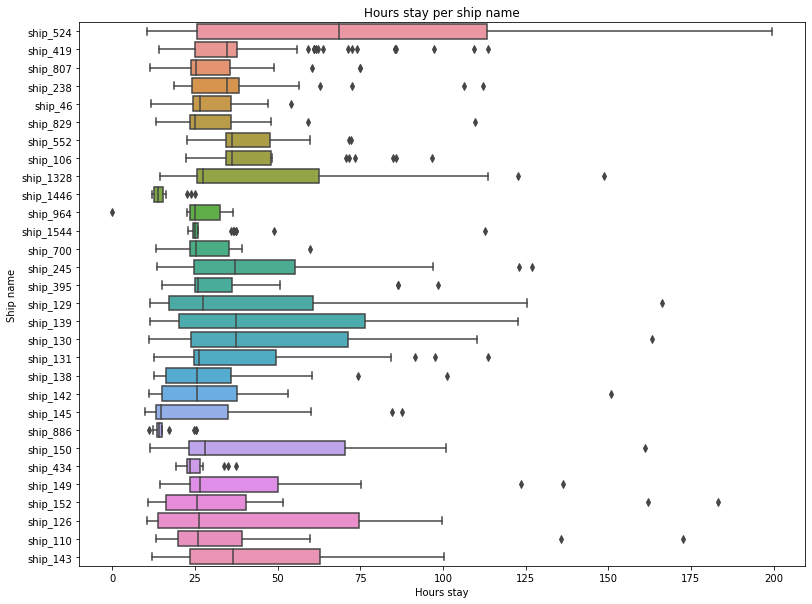 Hours stay per ship name
ship_524
ship_419
ship_807
ship_238
ship_46
ship_829
ship_552
ship_106
ship_1328
ship_1446
ship_964
ship_1544
ship_700
ship_245
ship_395
ship_129
ship_139
ship_130
ship_131
ship_138
ship_142
ship_145
ship_886
ship_150
ship_434
ship_149
ship_152
ship_126
ship_110
ship_143
Ship name
0 25 50 75 100 125 150 175 200
Hours stay